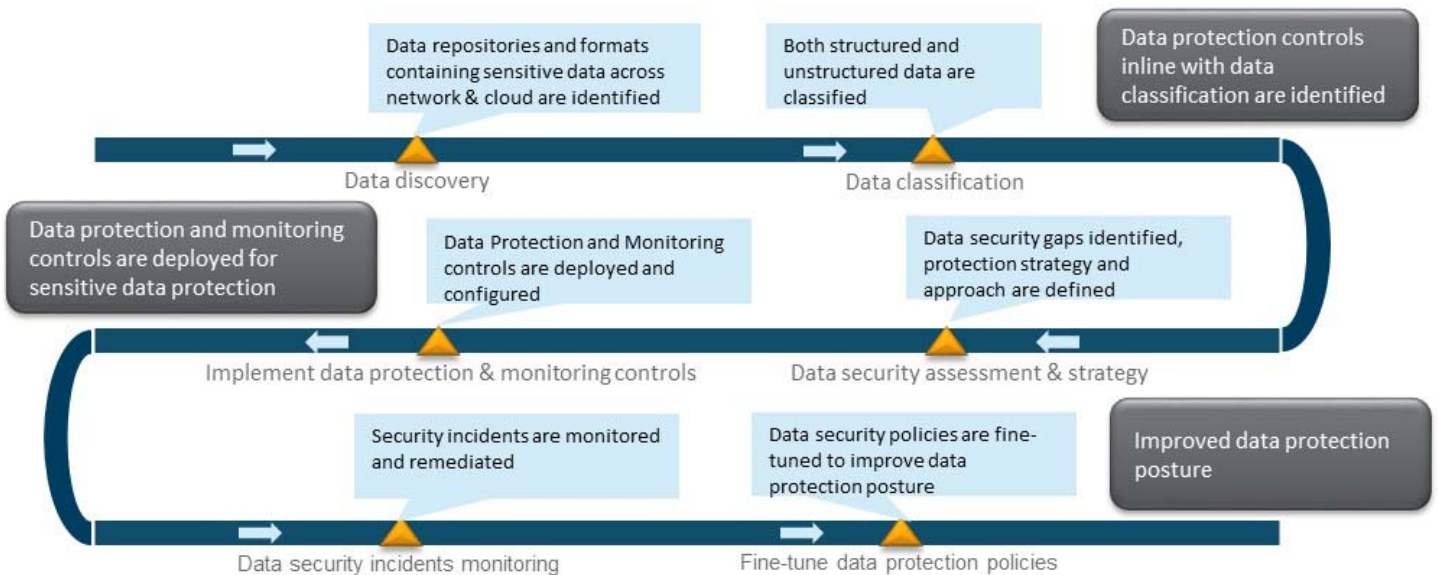 Data repositories and formats
containing sensitive data across
network & cloud are identified
Both structured and
unstructured data are
classified
Data protection controls
inline with data
classification are identified
Data discovery
Data classification
Data protection and monitoring
controls are deployed for
sensitive data protection
Data Protection and Monitoring
controls are deployed and
configured
Data security gaps identified,
protection strategy and
approach are defined
Implement data protection & monitoring controls
Data security assessment & strategy
Security incidents are monitored
and remediated
Data security policies are fine-
tuned to improve data
protection posture
Improved data protection
posture
Data security incidents monitoring
Fine-tune data protection policies